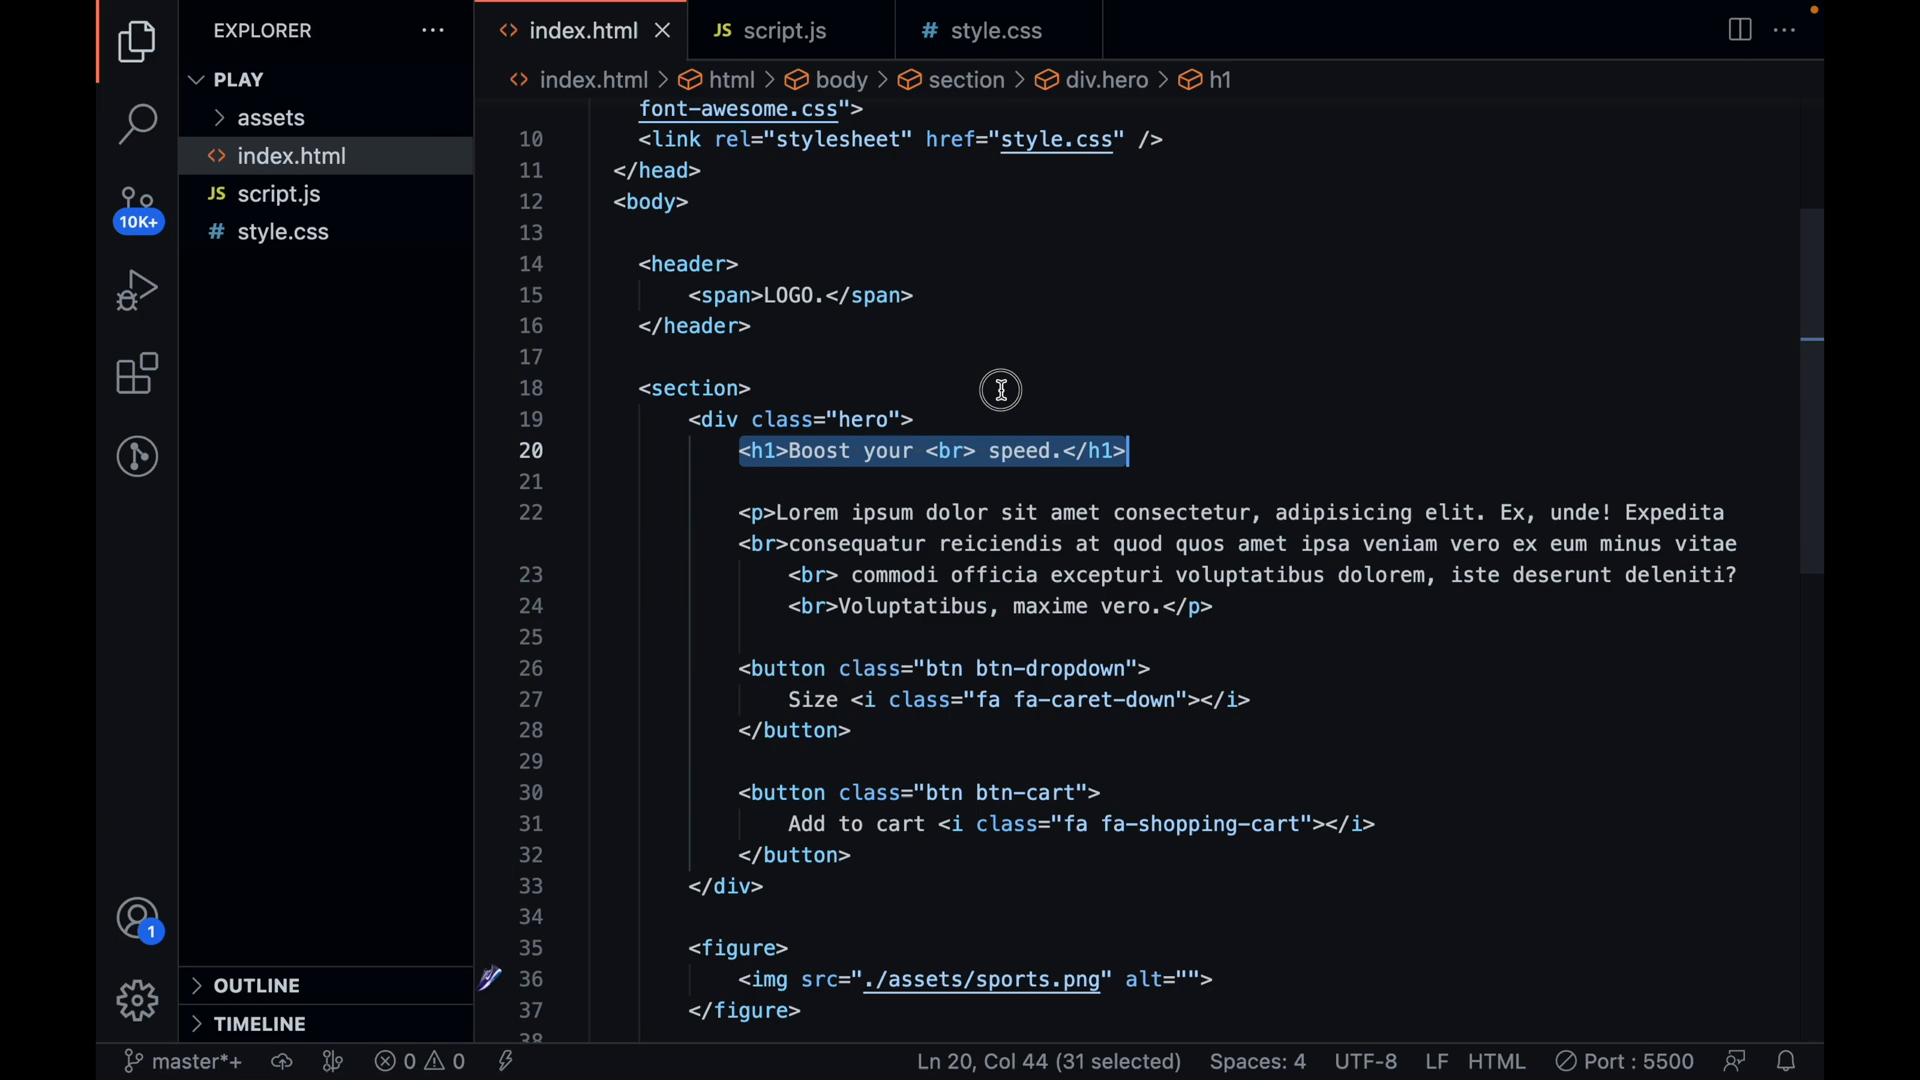 EXPLORER
index.html
JS script.js
# style.css
PLAY
index.html > html > body > section > div.hero > h1
assets
index.html
JS script.js
# style.css
10K+
font-awesome.css">
10 <link rel="stylesheet" href="style.css" />
11 </head>
12 <body>
13
14 <header>
15 <span>LOGO.</span>
16 </header>
17
18 <section>
19 <div class="hero">
20 <h1>Boost your <br> speed.</h1>
21
22 <p>Lorem ipsum dolor sit amet consectetur, adipisicing elit. Ex, unde! Expedita
<br>consequatur reiciendis at quod quos amet ipsa veniam vero ex eum minus vitae
23 <br> commodi officia excepturi voluptatibus dolorem, iste deserunt deleniti?
24 <br>Voluptatibus, maxime vero.</p>
25
26 <button class="btn btn-dropdown">
27 Size <i class="fa fa-caret-down"></i>
28 </button>
29
30 <button class="btn btn-cart">
31 Add to cart <i class="fa fa-shopping-cart"></i>
32 </button>
33 </div>
34
35 <figure>
36 <img src="./assets/sports.png" alt="">
37 </figure>
38
1
OUTLINE
TIMELINE
master*+
0 0
Ln 20, Col 44 (31 selected)
Spaces: 4
UTF-8
LF
HTML
Port : 5500